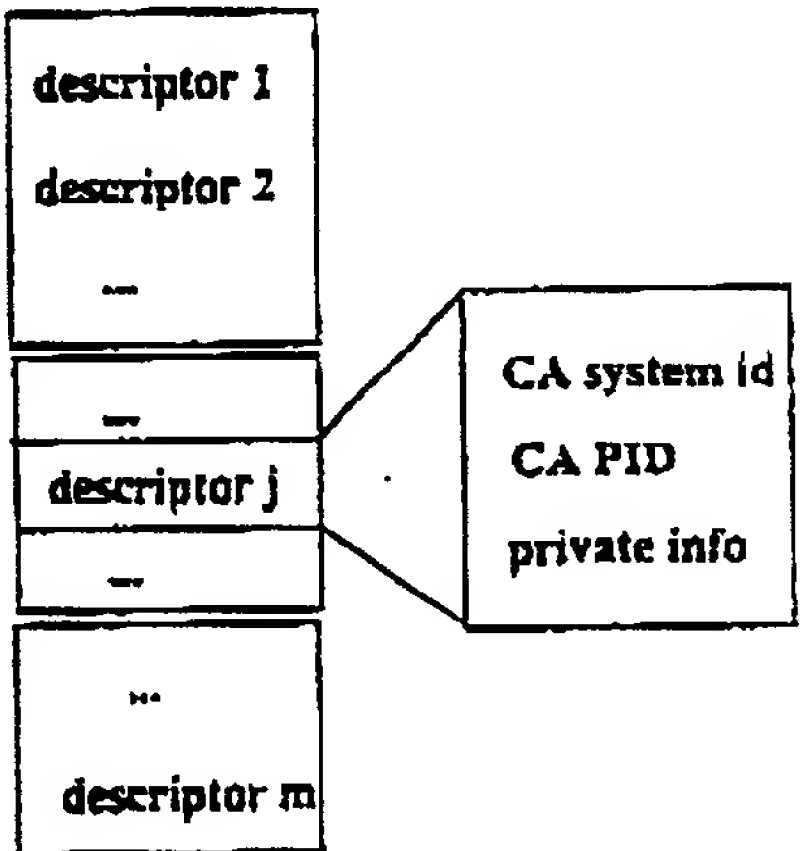 descriptor 1
descriptor 2
...
...
descriptor j
...
...
descriptor m
CA system id
CA PID
private info